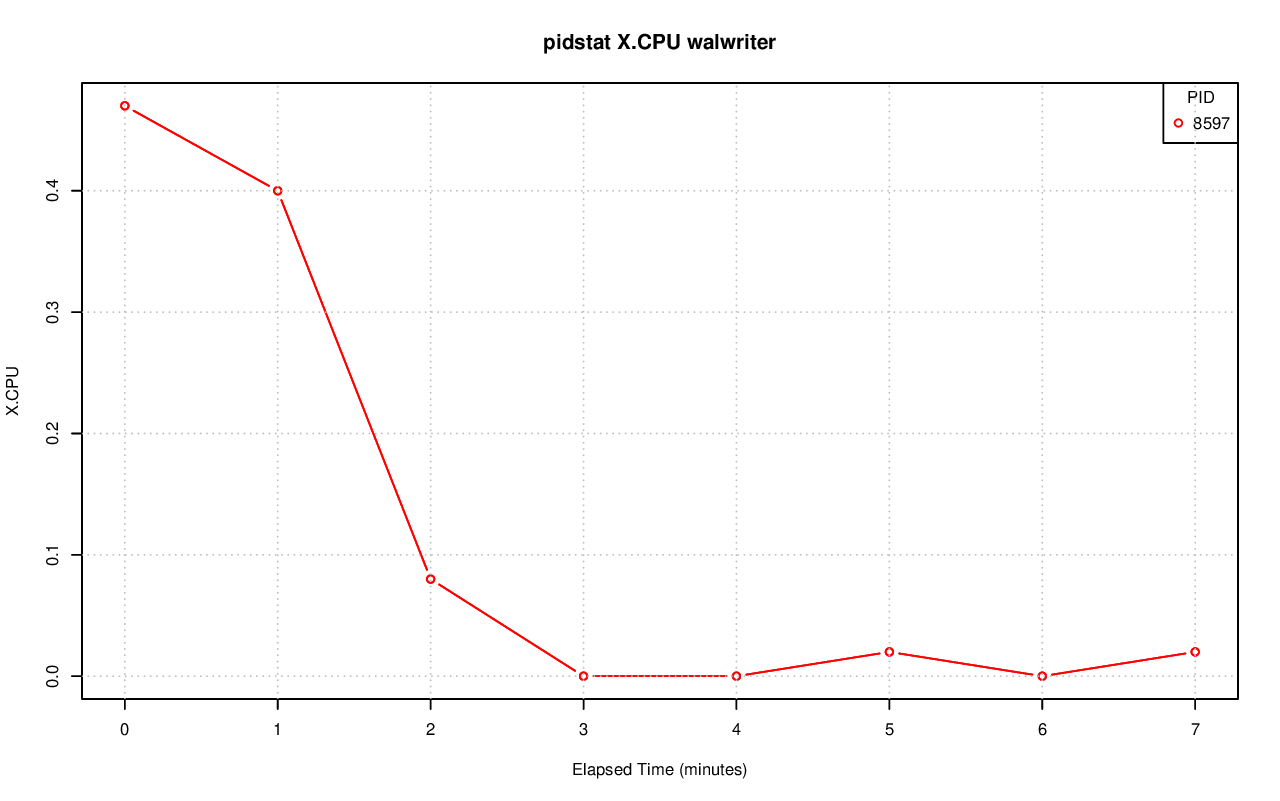 pidstat X.CPU walwriter
PID
8597
X.CPU
0.4
0.3
0.2
0.1
0.0
0 1 2 3 4 5 6 7
Elapsed Time (minutes)